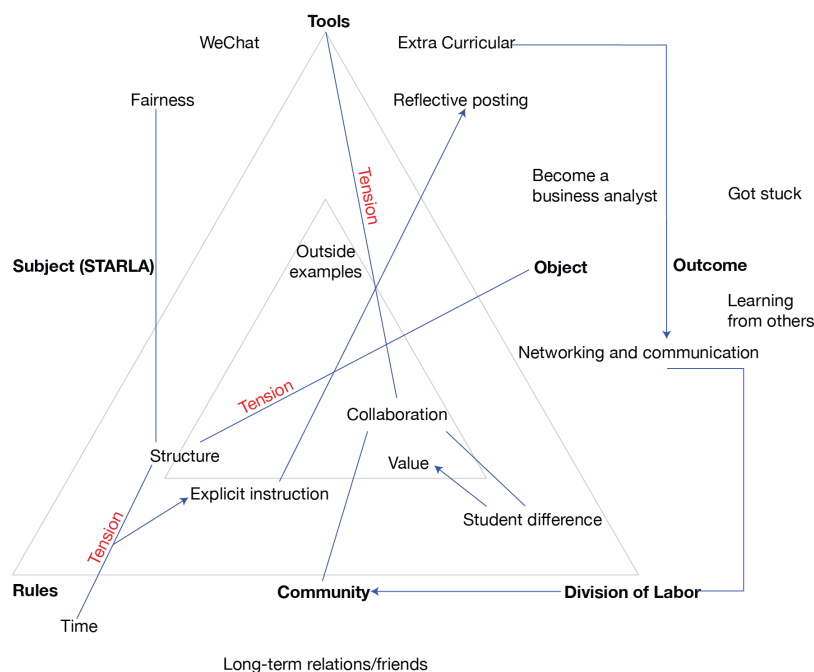 Tools
WeChat
Extra Curricular
Fairness
Reflective posting
Tension
Become a
business analyst
Got stuck
Outside
examples
Subject (STARLA)
Object
Outcome
Learning
from others
Networking and communication
Tension
Collaboration
Structure
Value
Explicit instruction
Student difference
Tension
Rules
Community
Division of Labor
Time
Long-term relations/friends